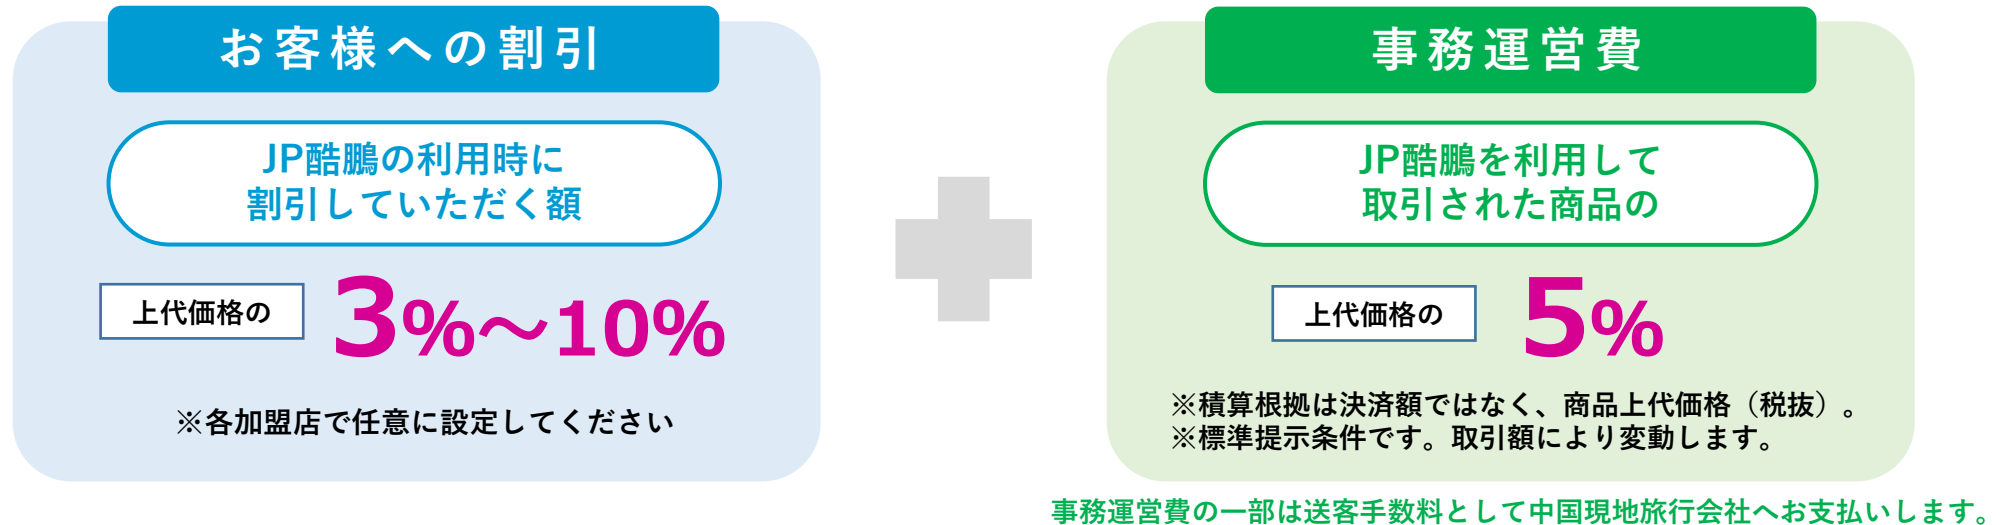 お客様への割引
JP酷鵬の利用時に
割引していただく額
上代価格の
3%～10%
※各加盟店で任意に設定してください
事務運営費
JP酷鵬を利用して
取引された商品の
上代価格の
5%
※積算根拠は決済額ではなく、商品上代価格（税抜）。
※標準提示条件です。取引額により変動します。
事務運営費の一部は送客手数料として中国現地旅行会社へお支払いします。